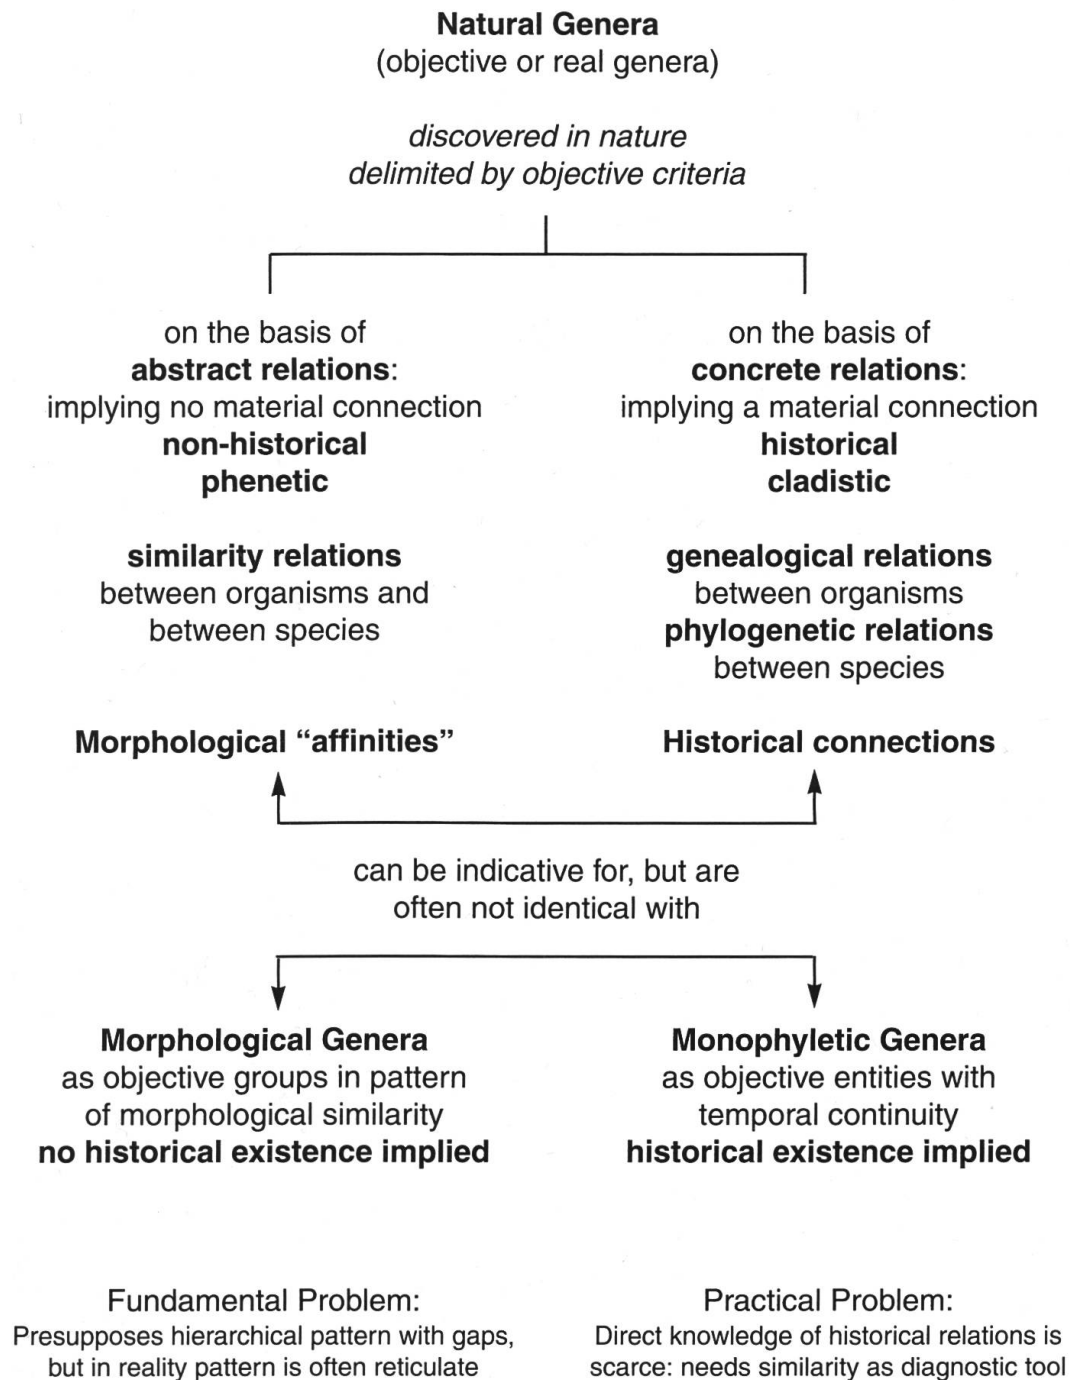 Natural Genera
(objective or real genera)
discovered in nature
delimited by objective criteria
on the basis of
abstract relations:
implying no material connection
non-historical
phenetic
similarity relations
between organisms and
between species
Morphological “affinities”
on the basis of
concrete relations:
implying a material connection
historical
cladistic
genealogical relations
between organisms
phylogenetic relations
between species
Historical connections
can be indicative for, but are
often not identical with
Morphological Genera
as objective groups in pattern
of morphological similarity
no historical existence implied
Monophyletic Genera
as objective entities with
temporal continuity
historical existence implied
Fundamental Problem:
Presupposes hierarchical pattern with gaps,
but in reality pattern is often reticulate
Practical Problem:
Direct knowledge of historical relations is
scarce: needs similarity as diagnostic tool